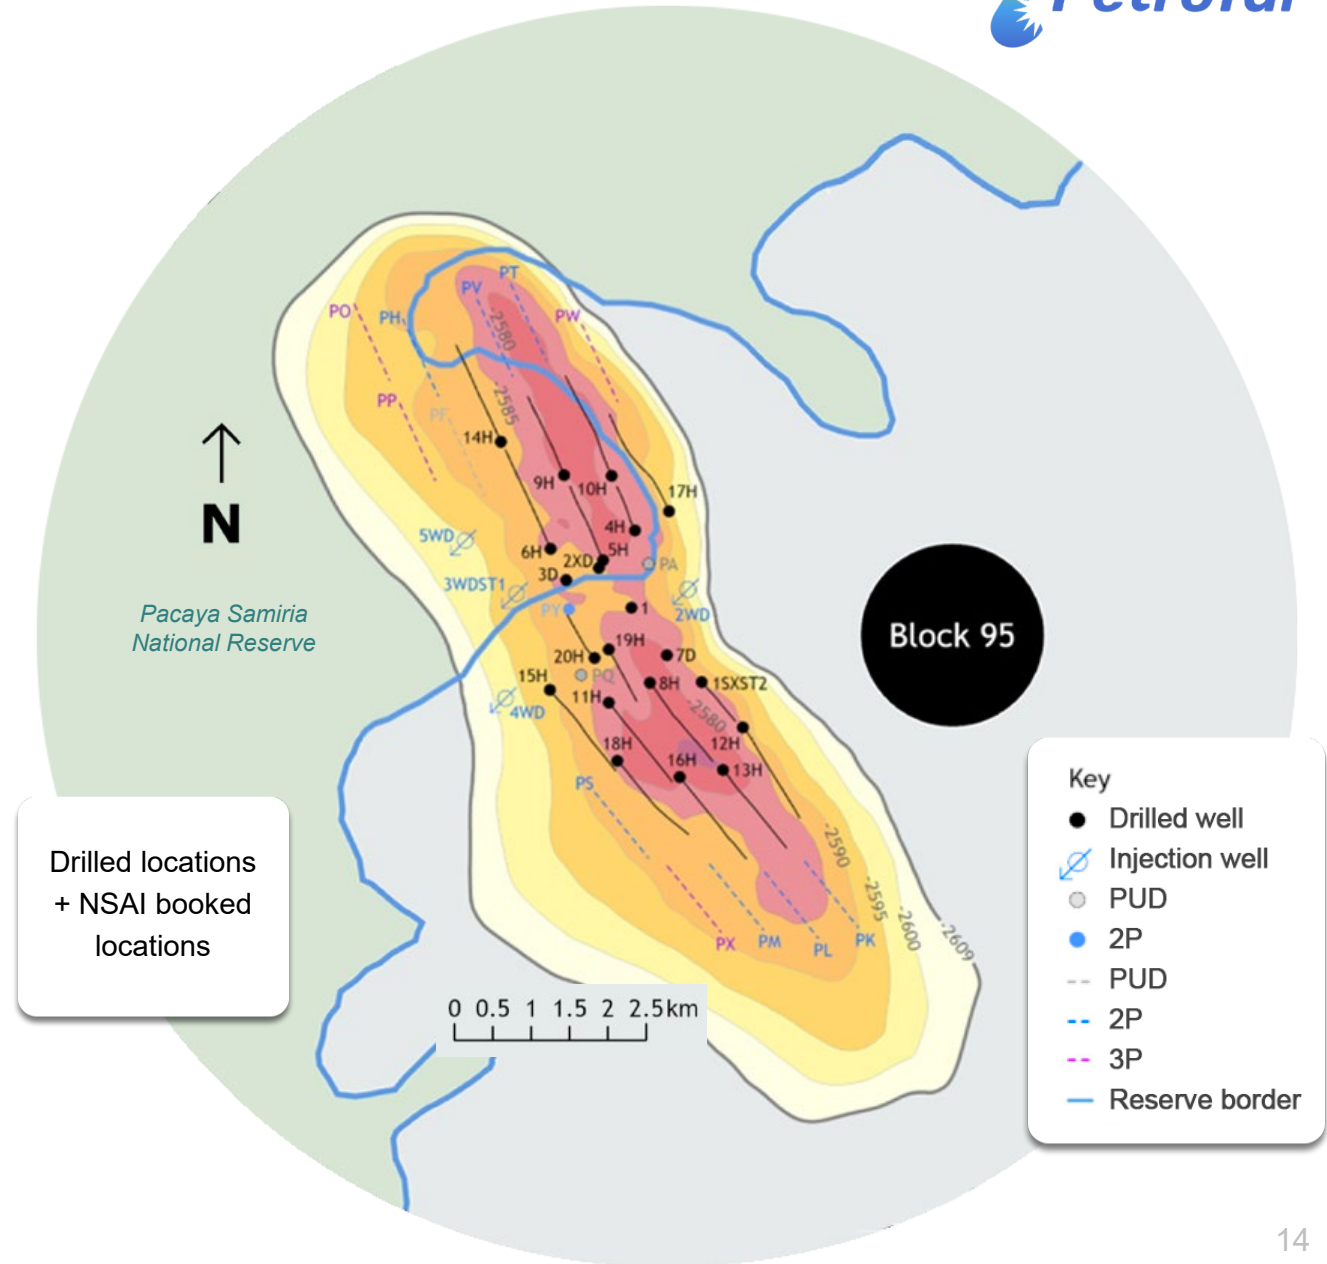 PetroTal
PT
PV
PO
PH
PW
-2580
-2585
PP
PF
14H
9H
10H
17H
N
4H
5WD
6H
2XD
5H
3D
PA
3WDST1
Pacaya Samiria
National Reserve
PY
1
2WD
Block 95
19H
20H
7D
15H
PQ
8H
1SXST2
11H
4WD
-2580
18H
12H
16H
13H
PS
-2590
-2595
-2600
-2609
PX
PM
PL
PK
Drilled locations
+ NSAI booked
locations
0 0.5 1 1.5 2 2.5km
Key
Drilled well
Injection well
PUD
2P
PUD
2P
3P
Reserve border
14